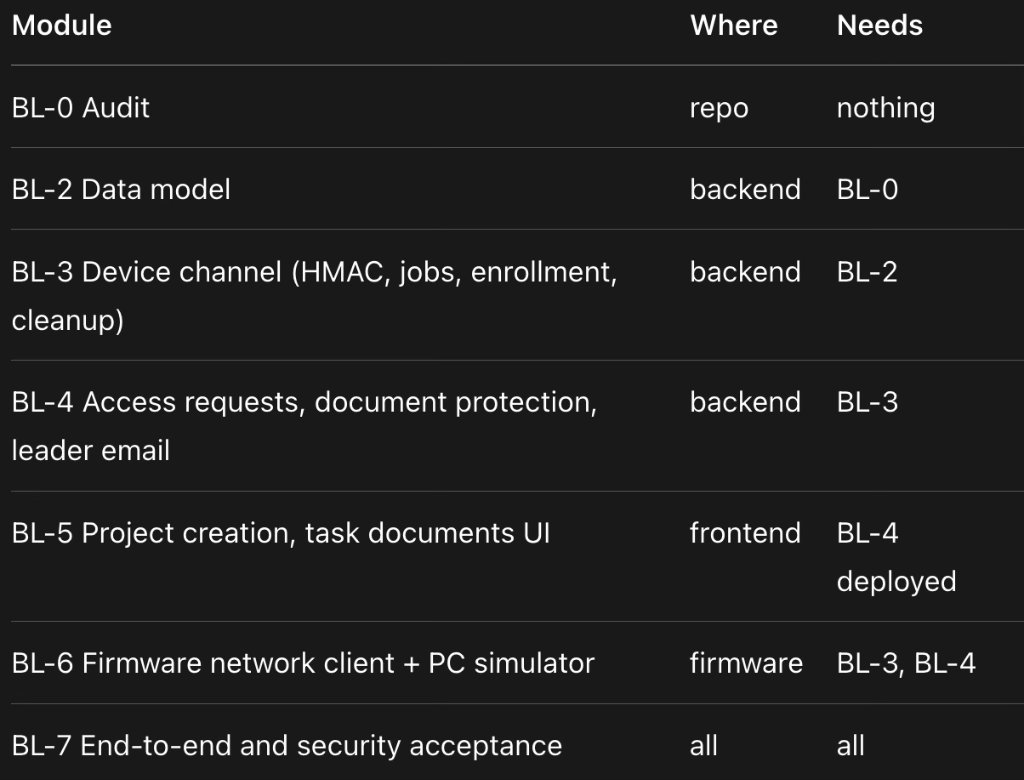 Module Where Needs
BL-0 Audit repo nothing
BL-2 Data model backend BL-0
BL-3 Device channel (HMAC, jobs, enrollment, backend BL-2
cleanup)
BL-4 Access requests, document protection, backend BL-3
leader email
BL-5 Project creation, task documents UI frontend BL-4
deployed
BL-6 Firmware network client + PC simulator firmware BL-3, BL-4
BL-7 End-to-end and security acceptance all all